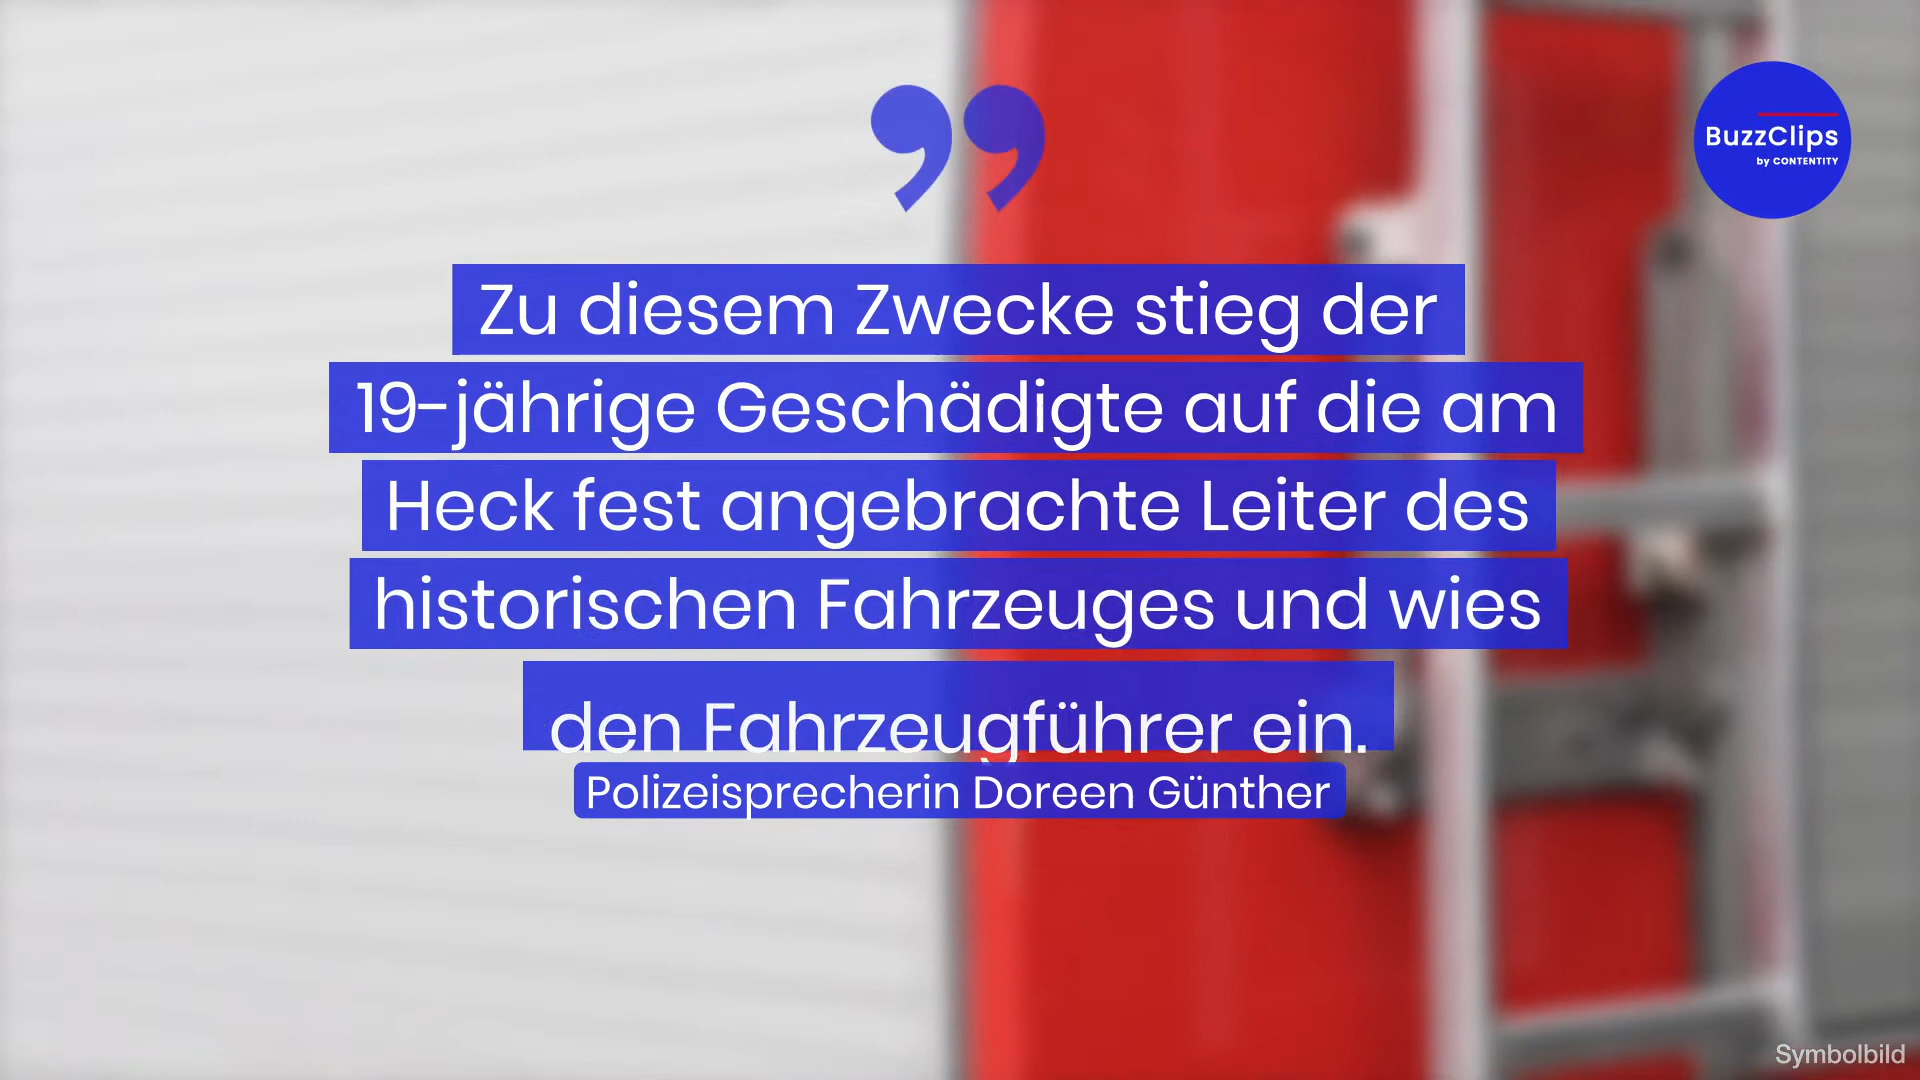 BuzzClips
by CONTENTITY
Zu diesem Zwecke stieg der
19-jährige Geschädigte auf die am
Heck fest angebrachte Leiter des
historischen Fahrzeuges und wies
den Fahrzeugführer ein.
Polizeisprecherin Doreen Günther
Symbolbild